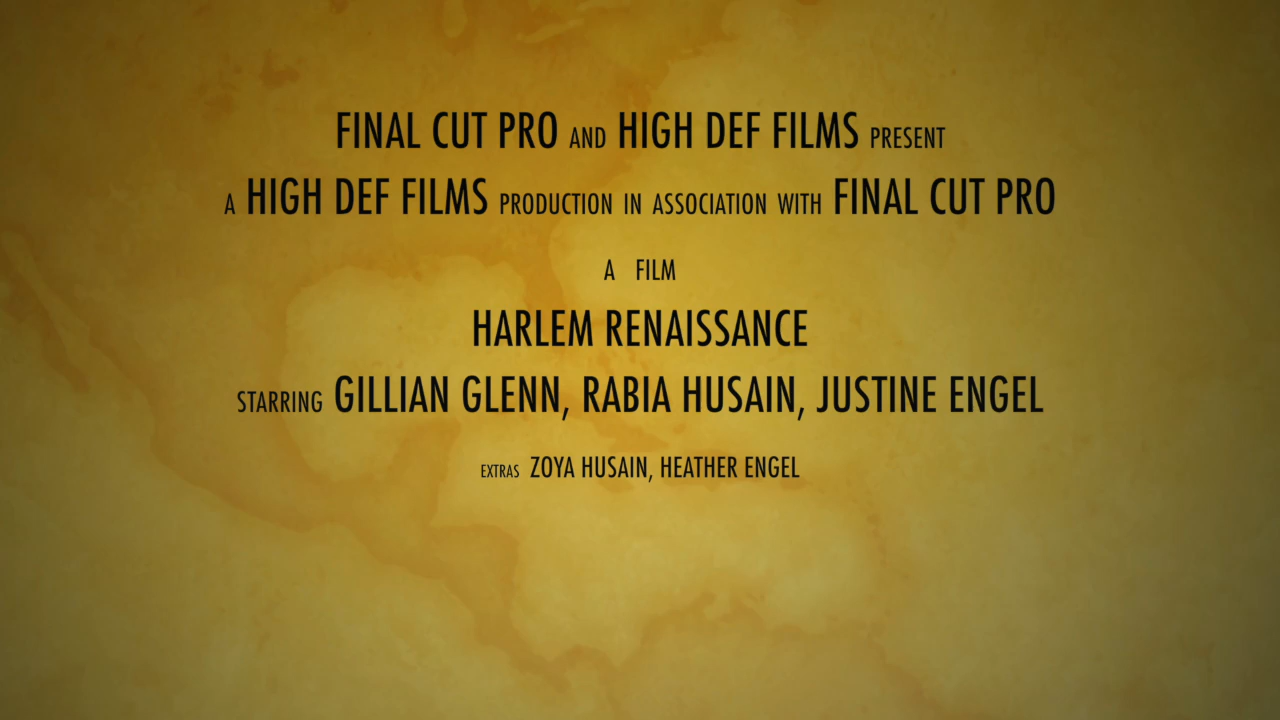 FINAL CUT PRO AND HIGH DEF FILMS PRESENT
A HIGH DEF FILMS PRODUCTION IN ASSOCIATION WITH FINAL CUT PRO
A FILM
HARLEM RENAISSANCE
STARRING GILLIAN GLENN, RABIA HUSAIN, JUSTINE ENGEL
EXTRAS ZOYA HUSAIN, HEATHER ENGEL